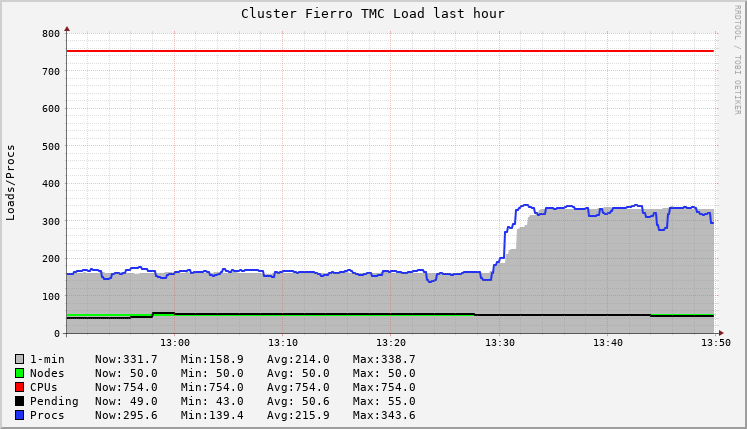 Cluster Fierro TMC Load last hour
RRDTOOL / TOBI OETIKER
Loads/Procs
800
700
600
500
400
300
200
100
0
13:00 13:10 13:20 13:30 13:40 13:50
1-min Now:331.7 Min:158.9 Avg:214.0 Max:338.7
Nodes Now: 50.0 Min: 50.0 Avg: 50.0 Max: 50.0
CPUs Now:754.0 Min:754.0 Avg:754.0 Max:754.0
Pending Now: 49.0 Min: 43.0 Avg: 50.6 Max: 55.0
Procs Now:295.6 Min:139.4 Avg:215.9 Max:343.6